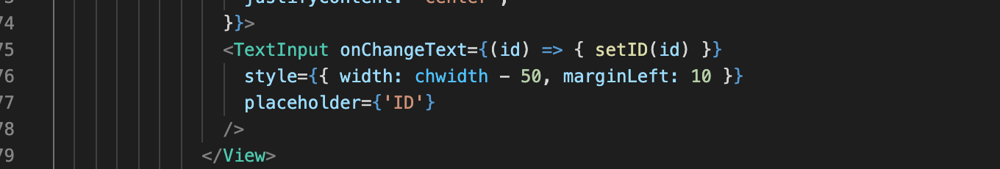 justifyContent: 'center',
74 }}>
75 <TextInput onChangeText={(id) => { setID(id) }}
76 style={{ width: chwidth - 50, marginLeft: 10 }}
77 placeholder={'ID'}
78 />
79 </View>